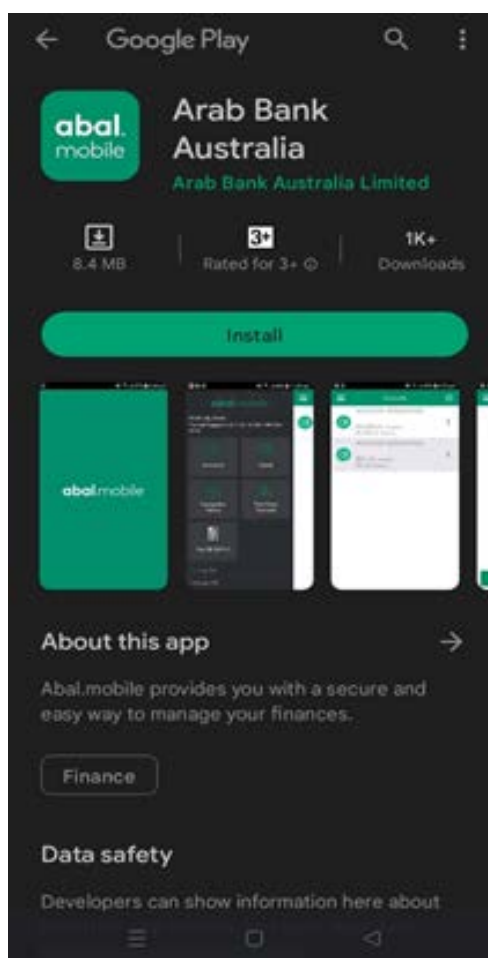 Google Play
abal.
mobile
Arab Bank
Australia
Arab Bank Australia Limited
3+
1K+
8.4 MB
Rated for 3+
Downloads
Install
abal.mobile
About this app
Abal.mobile provides you with a secure and
easy way to manage your finances.
Finance
Data safety
Developers can show information here about